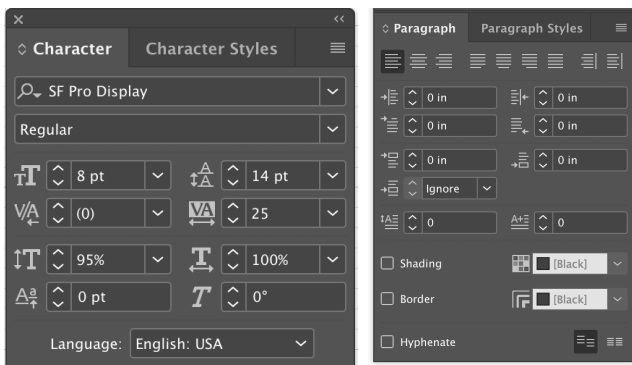 Character Character Styles
SF Pro Display
Regular
8 pt 14 pt
(0) 25
95% 100%
0 pt 0°
Language: English: USA
Paragraph Paragraph Styles
0 in 0 in
0 in 0 in
0 in 0 in
Ignore
0 0
Shading [Black]
Border [Black]
Hyphenate